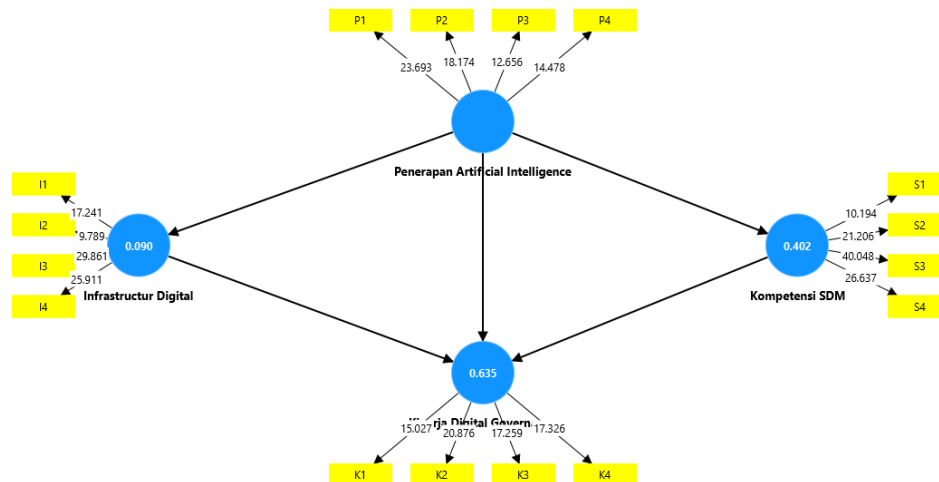 P1
P2
P3
P4
23.693
18.174
12.656
14.478
Penerapan Artificial Intelligence
I1
I2
I3
I4
17.241
9.789
29.861
25.911
0.090
Infrastructur Digital
0.402
Kompetensi SDM
S1
S2
S3
S4
10.194
21.206
40.048
26.637
0.635
Digital
15.027
20.876
17.259
17.326
K1
K2
K3
K4